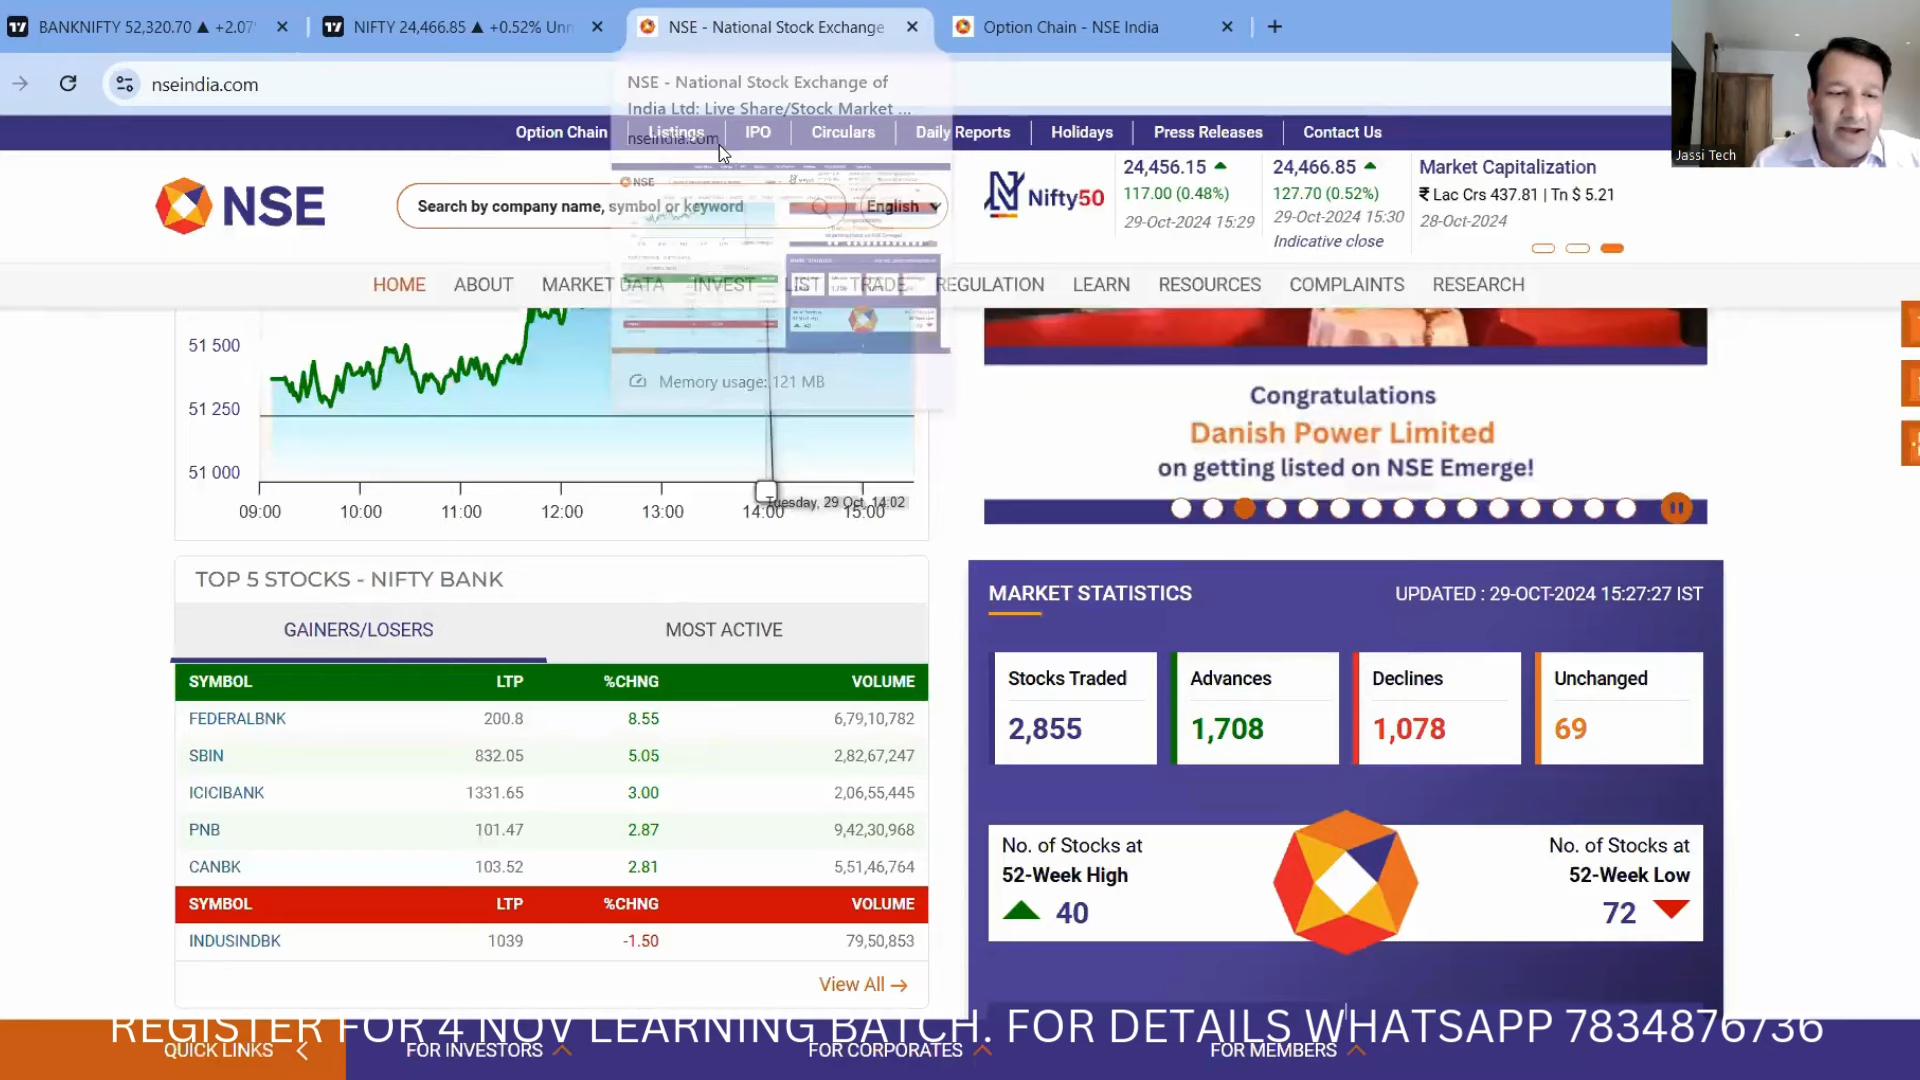 BANKNIFTY 52,320.70 ▲ +2.07
NIFTY 24,466.85 ▲ +0.52% Unn
NSE - National Stock Exchange
Option Chain - NSE India
nseindia.com
NSE - National Stock Exchange of
India Ltd: Live Share/Stock Market ...
nseindia.com
Option Chain
Listings
IPO
Circulars
Daily Reports
Holidays
Press Releases
Contact Us
Jassi Tech
NSE
Search by company name, symbol or keyword
English
Nifty50
24,456.15
117.00 (0.48%)
29-Oct-2024 15:29
24,466.85
127.70 (0.52%)
29-Oct-2024 15:30
Indicative close
Market Capitalization
₹ Lac Crs 437.81 | Tn $ 5.21
28-Oct-2024
HOME
ABOUT
MARKET DATA
INVEST
LIST
TRADE
REGULATION
LEARN
RESOURCES
COMPLAINTS
RESEARCH
Memory usage: 121 MB
51 500
51 250
51 000
Tuesday, 29 Oct, 14:02
09:00 10:00 11:00 12:00 13:00 14:00 15:00
Congratulations
Danish Power Limited
on getting listed on NSE Emerge!
TOP 5 STOCKS - NIFTY BANK
GAINERS/LOSERS
MOST ACTIVE
SYMBOL LTP %CHNG VOLUME
FEDERALBNK 200.8 8.55 6,79,10,782
SBIN 832.05 5.05 2,82,67,247
ICICIBANK 1331.65 3.00 2,06,55,445
PNB 101.47 2.87 9,42,30,968
CANBK 103.52 2.81 5,51,46,764
SYMBOL LTP %CHNG VOLUME
INDUSINDBK 1039 -1.50 79,50,853
View All →
MARKET STATISTICS
UPDATED : 29-OCT-2024 15:27:27 IST
Stocks Traded
2,855
Advances
1,708
Declines
1,078
Unchanged
69
No. of Stocks at
52-Week High
40
No. of Stocks at
52-Week Low
72
REGISTER FOR 4 NOV LEARNING BATCH. FOR DETAILS WHATSAPP 7834876736
QUICK LINKS
FOR INVESTORS
FOR CORPORATES
FOR MEMBERS